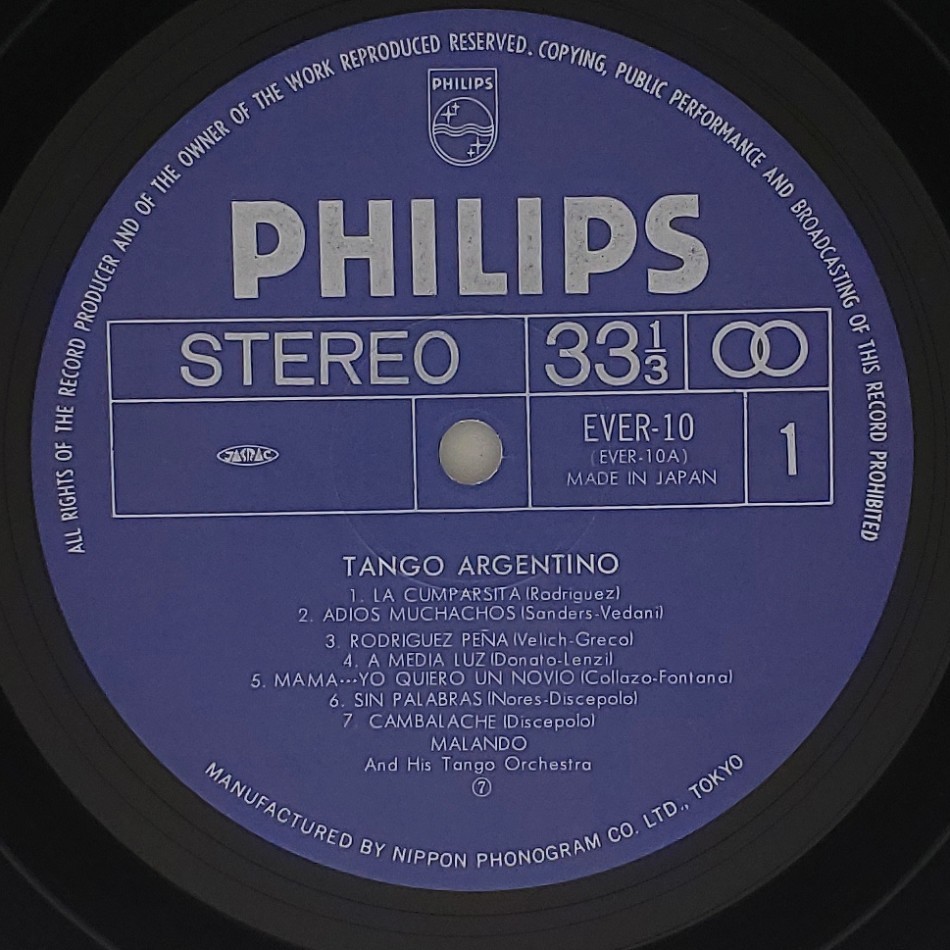 ALL RIGHTS OF THE RECORD PRODUCER AND OF THE OWNER OF THE WORK REPRODUCED RESERVED. COPYING, PUBLIC PERFORMANCE AND BROADCASTING OF THIS RECORD PROHIBITED
PHILIPS
PHILIPS
STEREO 33 1/3
JASRAC
EVER-10
(EVER-10A)
MADE IN JAPAN
1
TANGO ARGENTINO
1. LA CUMPARSITA (Rodriguez)
2. ADIOS MUCHACHOS (Sanders-Vedani)
3. RODRIGUEZ PEÑA (Velich-Greco)
4. A MEDIA LUZ (Donato-Lenzi)
5. MAMA···YO QUIERO UN NOVIO (Collazo-Fontana)
6. SIN PALABRAS (Nores-Discepolo)
7 CAMBALACHE (Discepolo)
MALANDO
And His Tango Orchestra
⑦
MANUFACTURED BY NIPPON PHONOGRAM CO. LTD., TOKYO